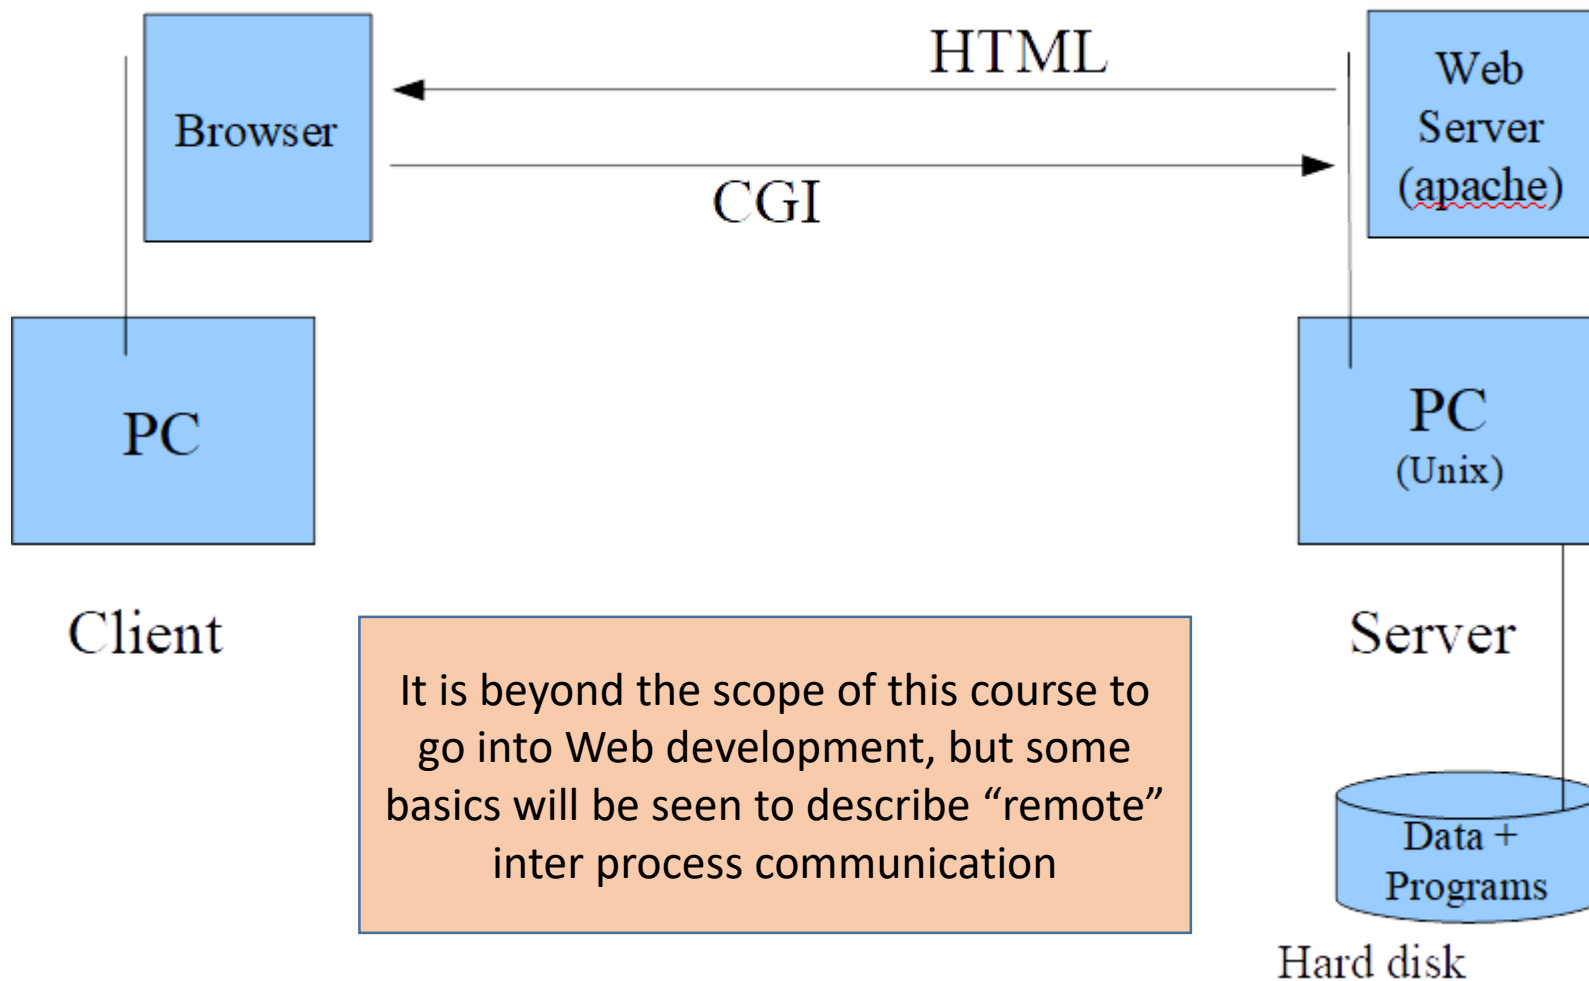 HTML
Browser
Web
Server
(apache)
CGI
PC
PC
(Unix)
Client
Server
It is beyond the scope of this course to
go into Web development, but some
basics will be seen to describe “remote”
inter process communication
Data +
Programs
Hard disk